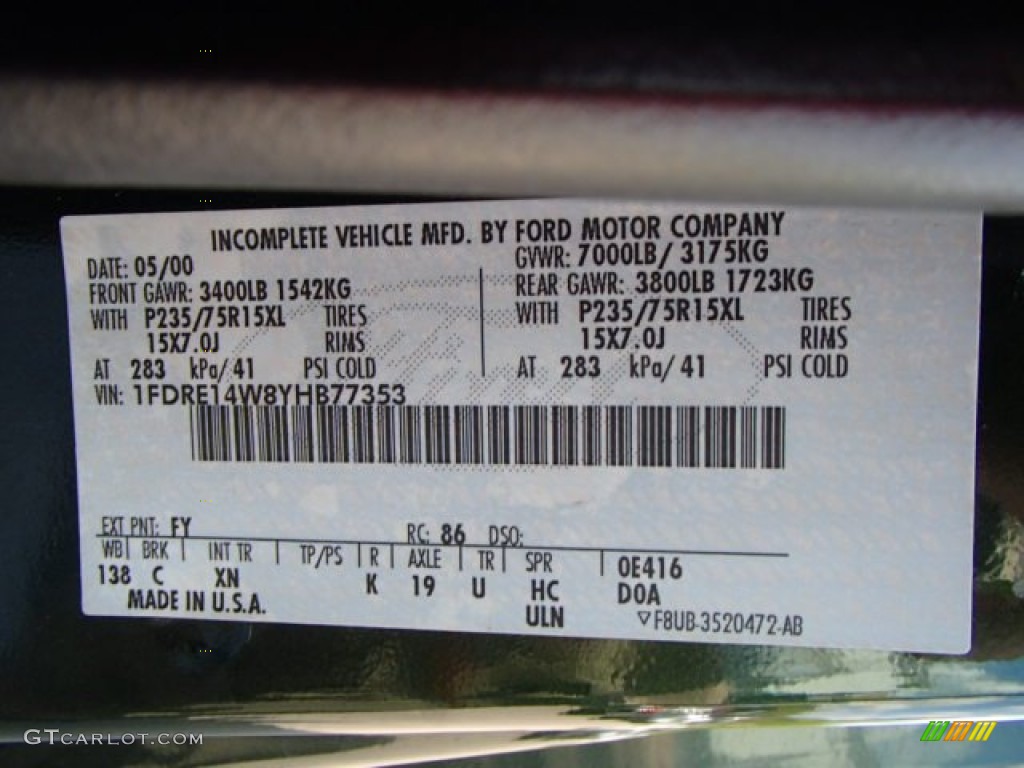 INCOMPLETE VEHICLE MFD. BY FORD MOTOR COMPANY
DATE: 05/00 GVWR: 7000LB/ 3175KG
FRONT GAWR: 3400LB 1542KG REAR GAWR: 3800LB 1723KG
WITH P235/75R15XL TIRES WITH P235/75R15XL TIRES
15X7.0J RIMS 15X7.0J RIMS
AT 283 kPa/ 41 PSI COLD AT 283 kPa/ 41 PSI COLD
VIN: 1FDRE14W8YHB77353
EXT PNT: FY RC: 86 DSO:
WB BRK INT TR TP/PS R AXLE TR SPR 0E416
138 C XN K 19 U HC D0A
MADE IN U.S.A. ULN F8UB-3520472-AB
GTCARLOT.COM